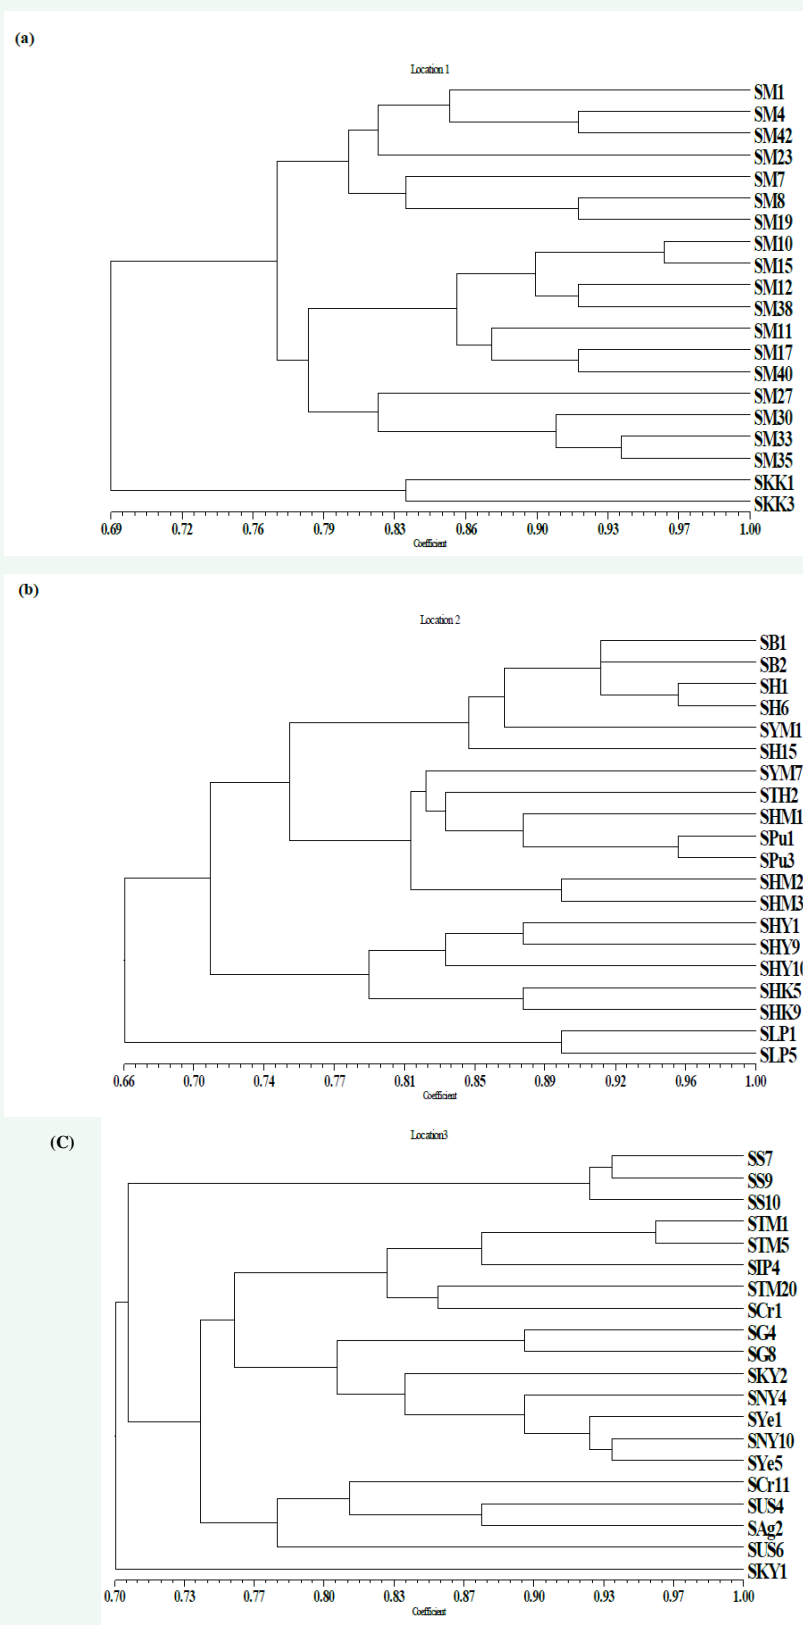 (a)
Location 1
SM1
SM4
SM42
SM23
SM7
SM8
SM19
SM10
SM15
SM12
SM38
SM11
SM17
SM40
SM27
SM30
SM33
SM35
SKK1
SKK3
0.69 0.72 0.76 0.79 0.83 0.86 0.90 0.93 0.97 1.00
Coefficient
(b)
Location 2
SB1
SB2
SH1
SH6
SYM1
SH15
SYM7
STH2
SHM1
SPu1
SPu3
SHM2
SHM3
SHY1
SHY9
SHY10
SHK5
SHK9
SLP1
SLP5
0.66 0.70 0.74 0.77 0.81 0.85 0.89 0.92 0.96 1.00
Coefficient
(C)
Location3
SS7
SS9
SS10
STM1
STM5
SIP4
STM20
SCr1
SG4
SG8
SKY2
SNY4
SYe1
SNY10
SYe5
SCr11
SUS4
SAg2
SUS6
SKY1
0.70 0.73 0.77 0.80 0.83 0.87 0.90 0.93 0.97 1.00
Coefficient